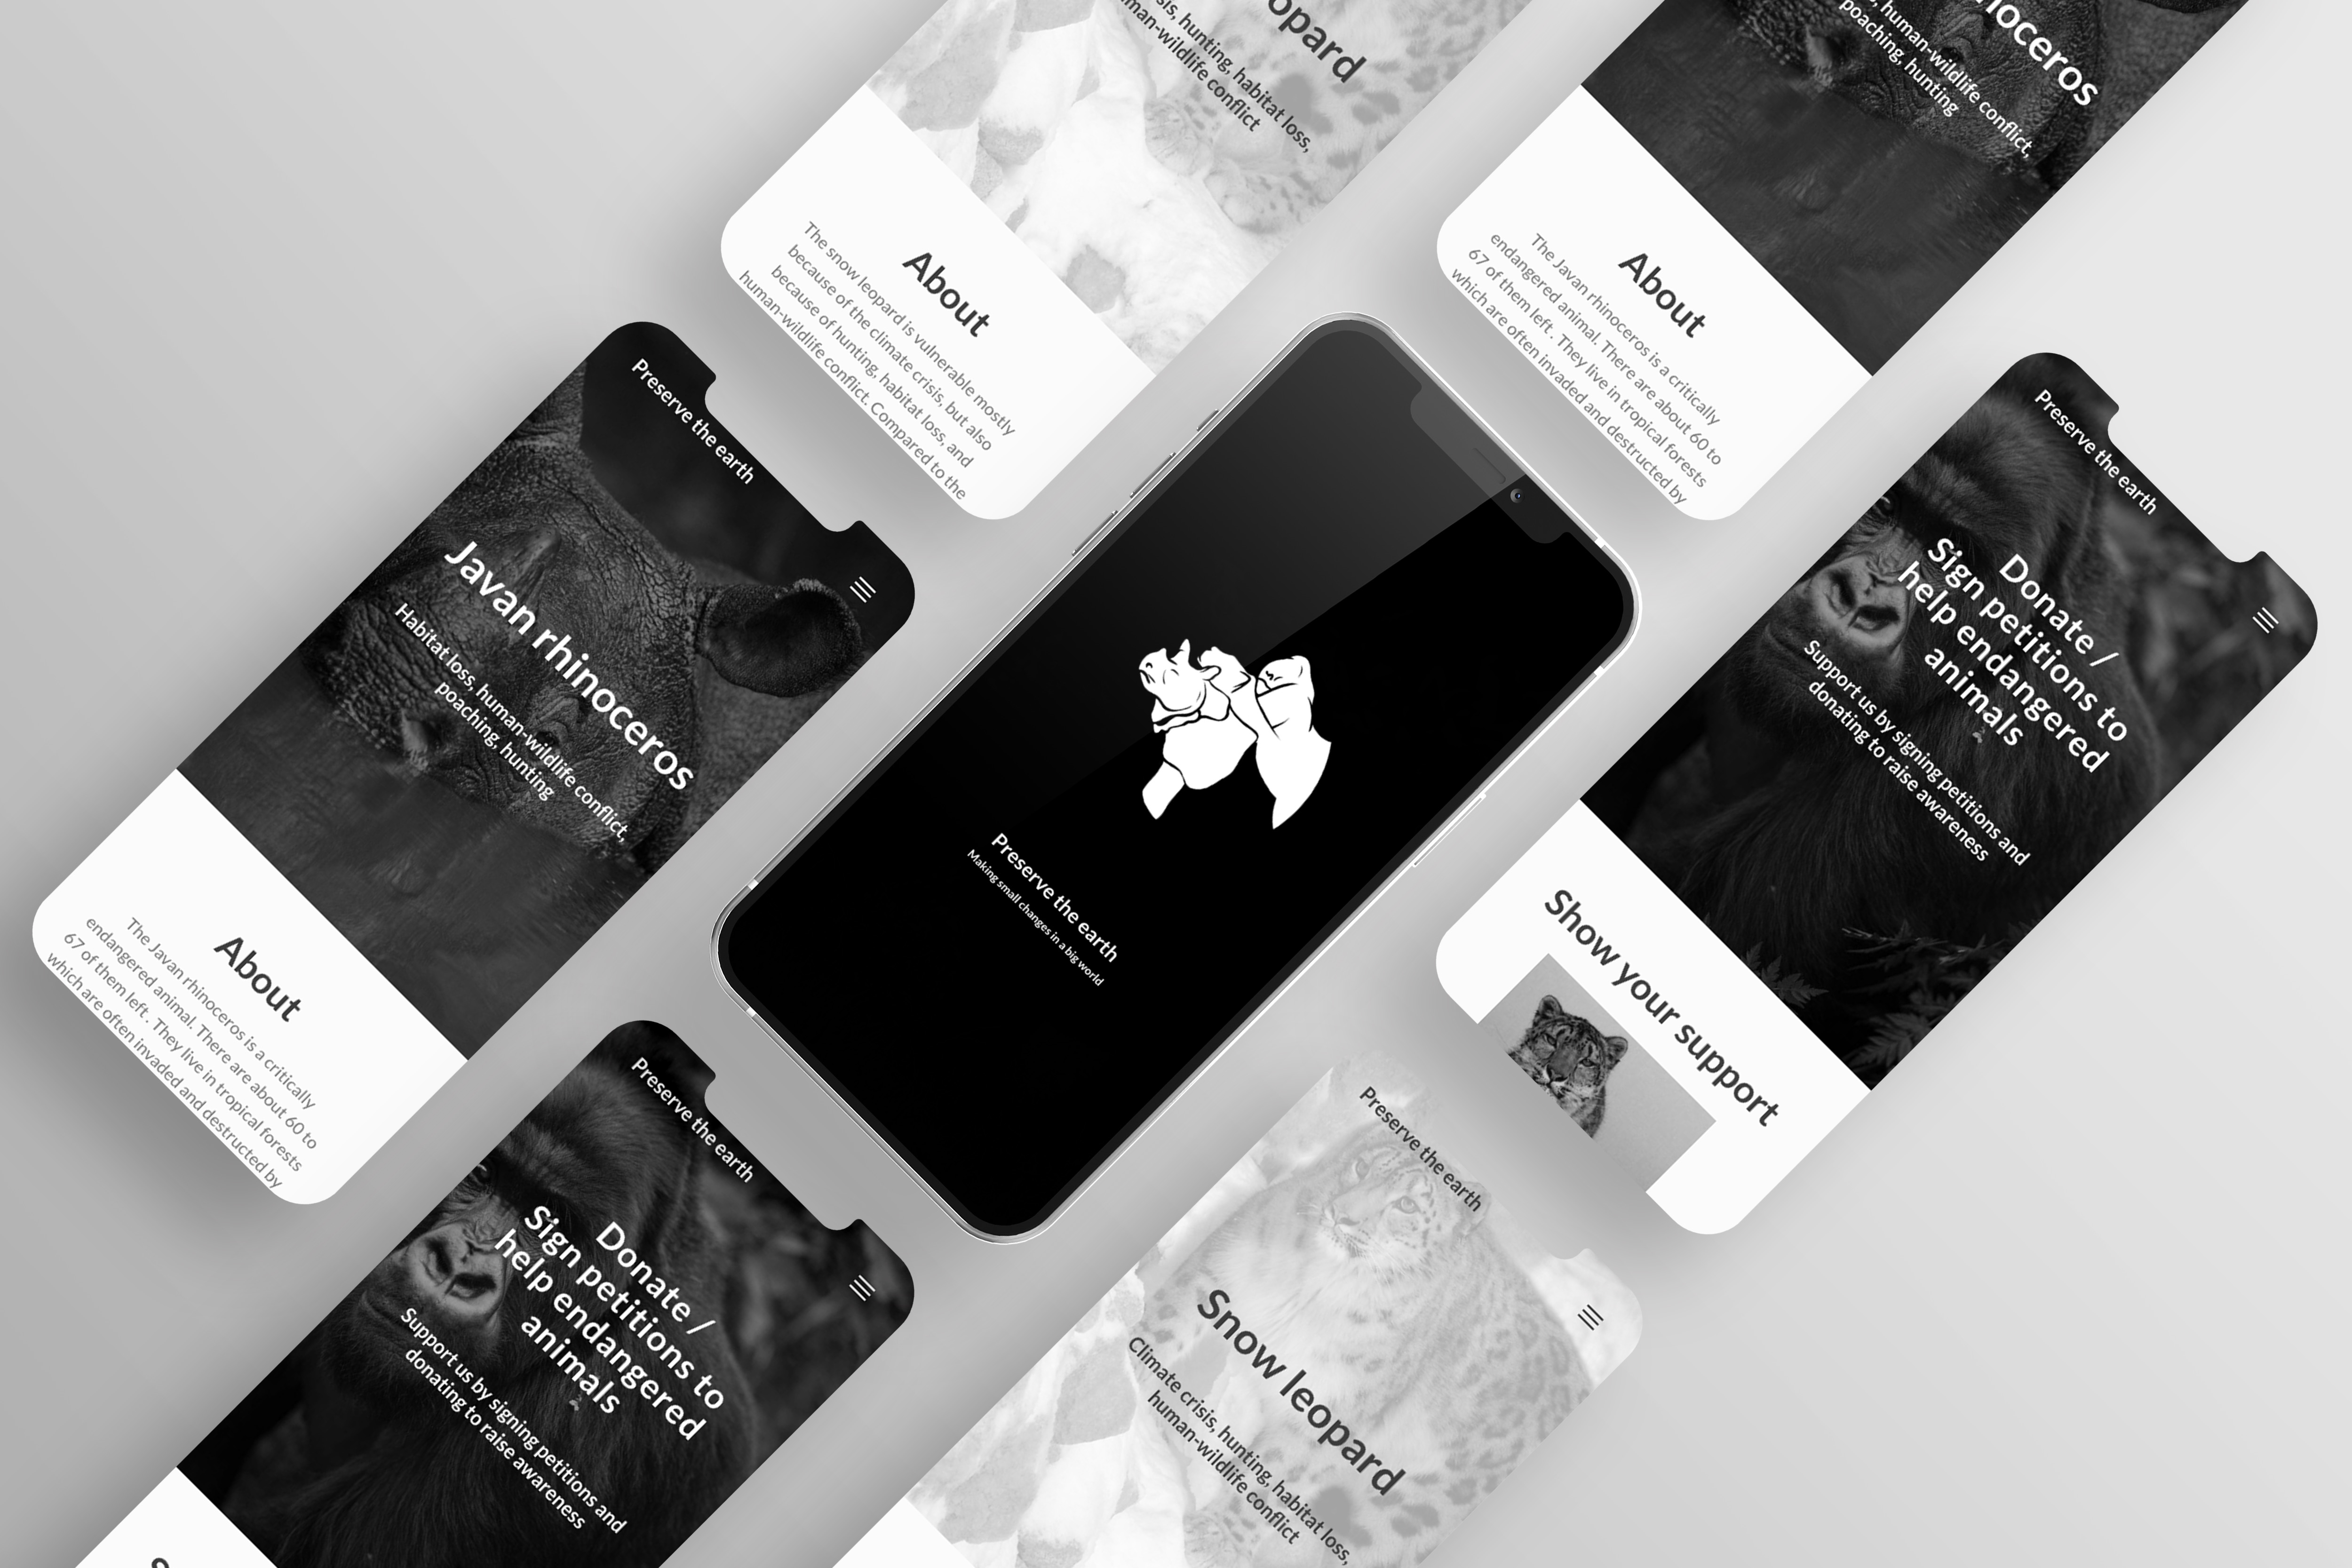 opard
sis, hunting, habitat loss,
man-wildlife conflict
About
The snow leopard is vulnerable mostly
because of the climate crisis, but also
because of hunting, habitat loss, and
human-wildlife conflict. Compared to the
noceros
s, human-wildlife conflict,
poaching, hunting
About
The Javan rhinoceros is a critically
endangered animal. There are about 60 to
67 of them left . They live in tropical forests
which are often invaded and destructed by
Preserve the earth
Javan rhinoceros
Habitat loss, human-wildlife conflict,
poaching, hunting
About
The Javan rhinoceros is a critically
endangered animal. There are about 60 to
67 of them left . They live in tropical forests
which are often invaded and destructed by
Preserve the earth
Making small changes in a big world
Preserve the earth
Donate /
Sign petitions to
help endangered
animals
Support us by signing petitions and
donating to raise awareness
Show your support
Preserve the earth
Donate /
Sign petitions to
help endangered
animals
Support us by signing petitions and
donating to raise awareness
Preserve the earth
Snow leopard
Climate crisis, hunting, habitat loss,
human-wildlife conflict